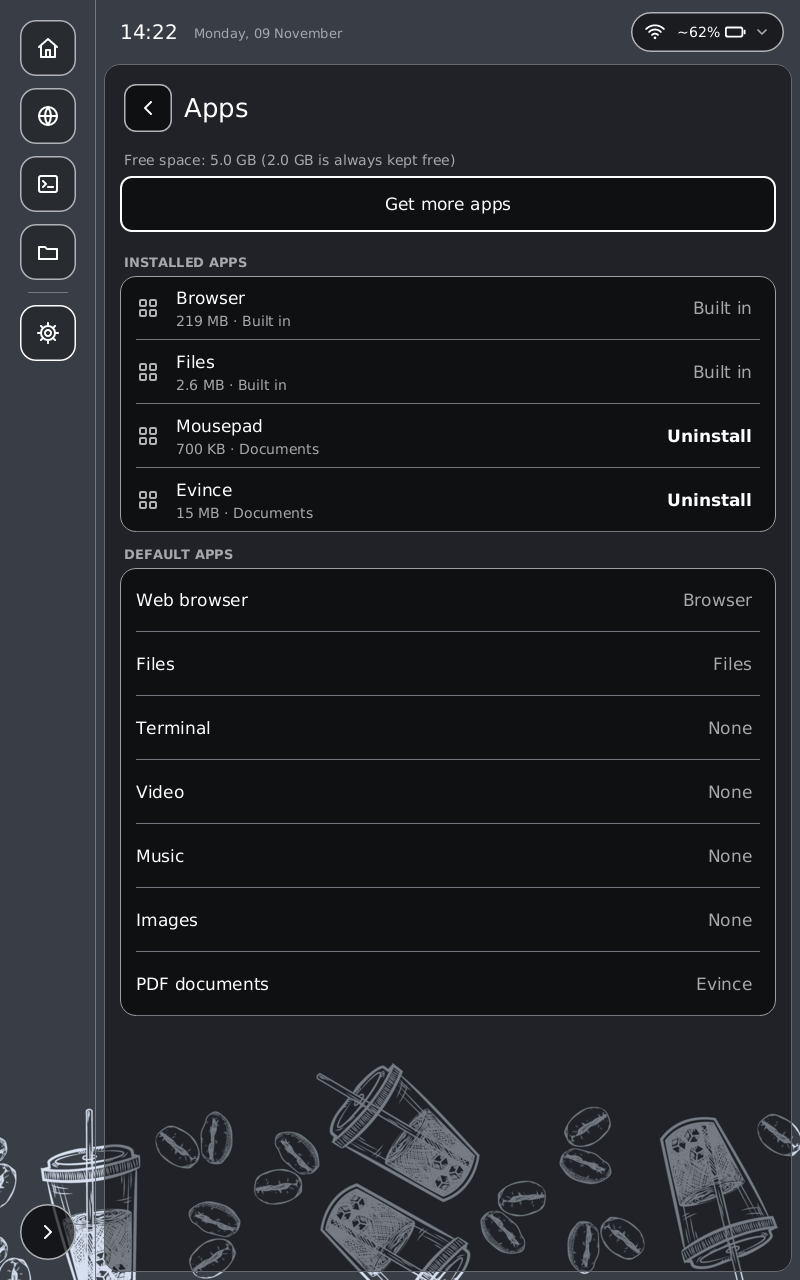 14:22 Monday, 09 November ~62%
Apps
Free space: 5.0 GB (2.0 GB is always kept free)
Get more apps
INSTALLED APPS
Browser
219 MB · Built in
Built in
Files
2.6 MB · Built in
Built in
Mousepad
700 KB · Documents
Uninstall
Evince
15 MB · Documents
Uninstall
DEFAULT APPS
Web browser Browser
Files Files
Terminal None
Video None
Music None
Images None
PDF documents Evince